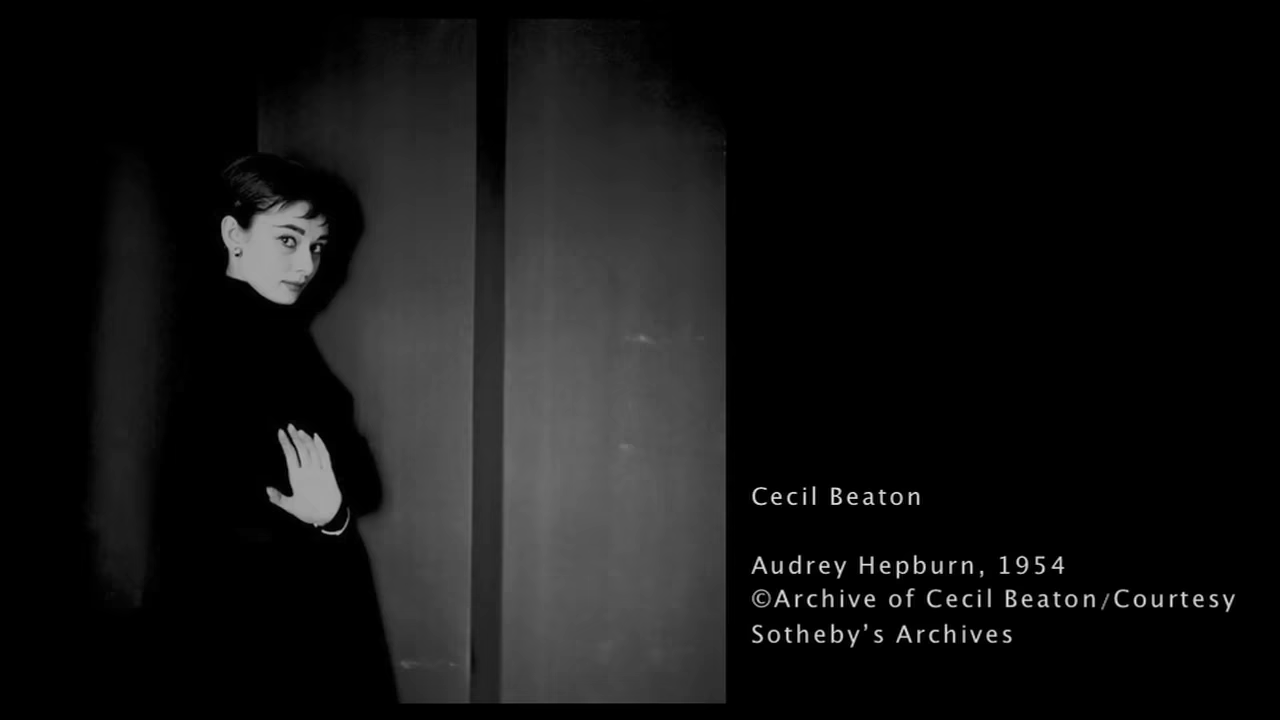 Cecil Beaton
Audrey Hepburn, 1954
©Archive of Cecil Beaton/Courtesy
Sotheby’s Archives